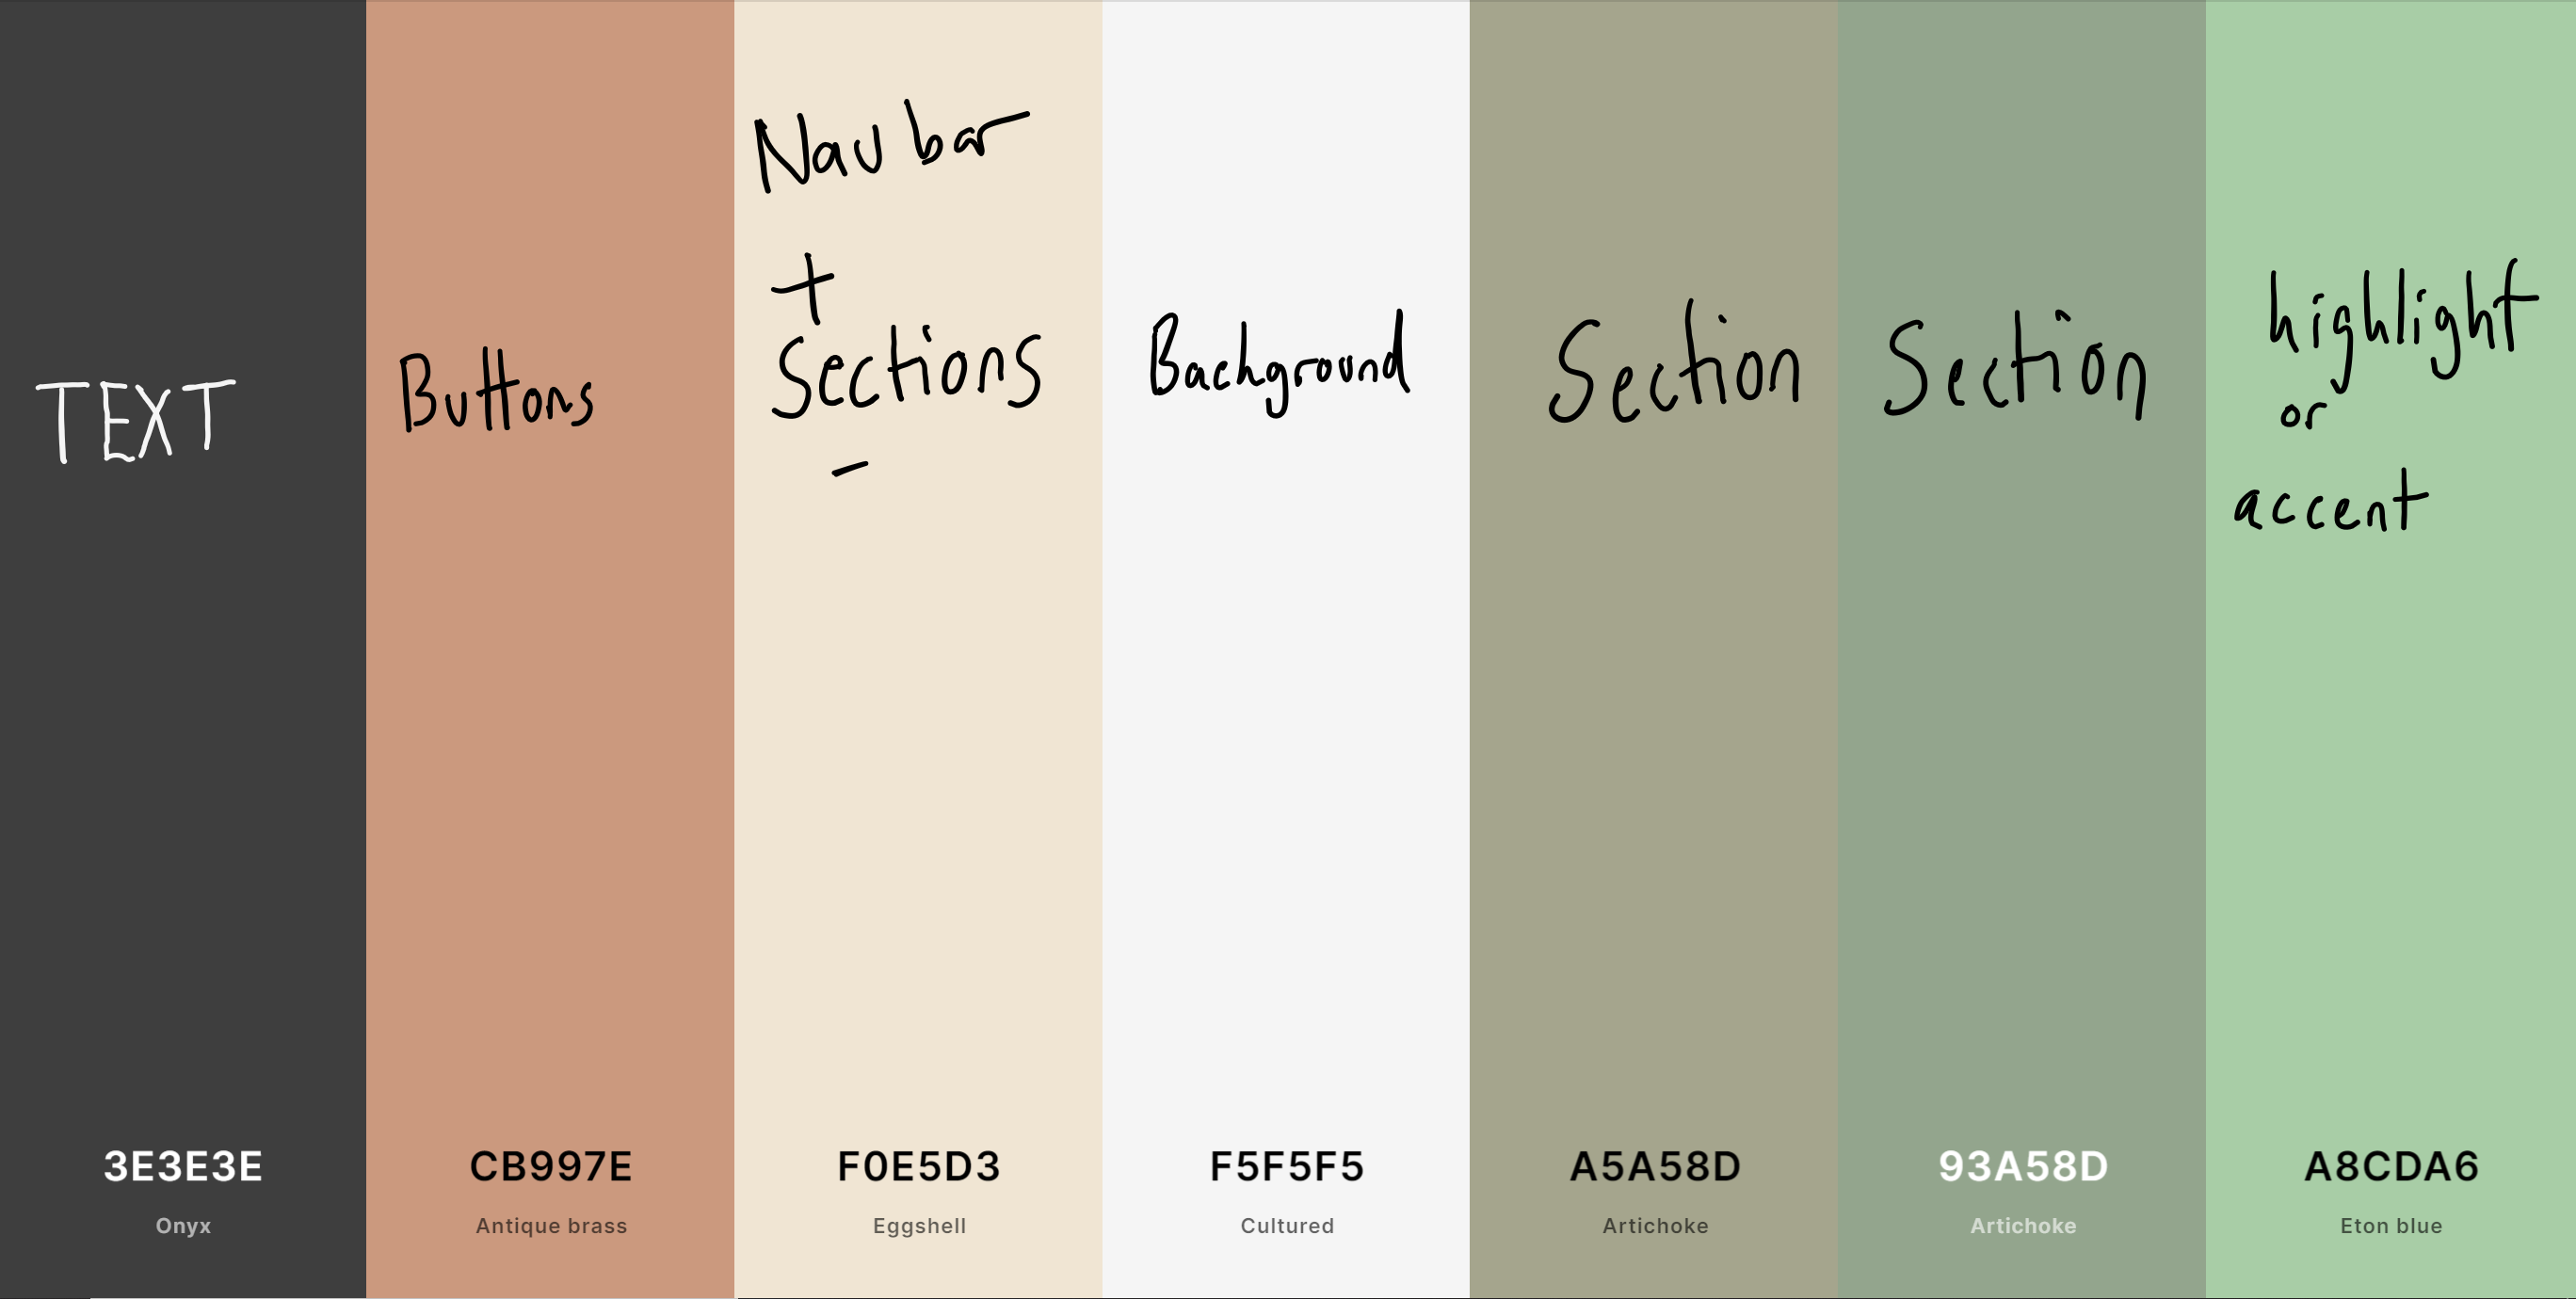 TEXT
Buttons
Nav bar
+
Sections
-
Background
Section
Section
highlight
or
accent
3E3E3E
Onyx
CB997E
Antique brass
F0E5D3
Eggshell
F5F5F5
Cultured
A5A58D
Artichoke
93A58D
Artichoke
A8CDA6
Eton blue